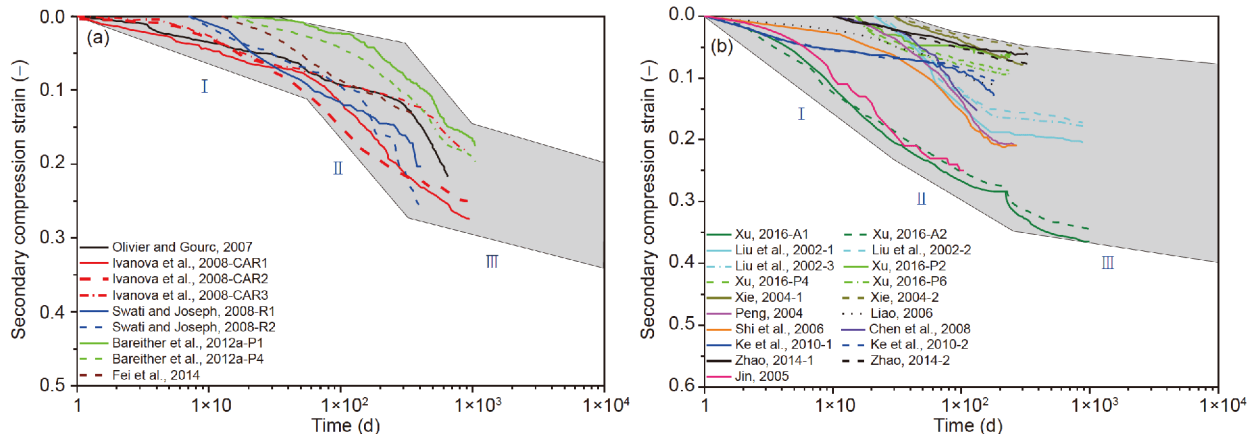 (a)
0.0
0.1
0.2
0.3
0.4
0.5
Secondary compression strain (−)
I
II
III
Olivier and Gourc, 2007
Ivanova et al., 2008-CAR1
Ivanova et al., 2008-CAR2
Ivanova et al., 2008-CAR3
Swati and Joseph, 2008-R1
Swati and Joseph, 2008-R2
Bareither et al., 2012a-P1
Bareither et al., 2012a-P4
Fei et al., 2014
1 1×10 1×10² 1×10³ 1×10⁴
Time (d)
(b)
0.0
0.1
0.2
0.3
0.4
0.5
0.6
Secondary compression strain (−)
I
II
III
Xu, 2016-A1 Xu, 2016-A2
Liu et al., 2002-1 Liu et al., 2002-2
Liu et al., 2002-3 Xu, 2016-P2
Xu, 2016-P4 Xu, 2016-P6
Xie, 2004-1 Xie, 2004-2
Peng, 2004 Liao, 2006
Shi et al., 2006 Chen et al., 2008
Ke et al., 2010-1 Ke et al., 2010-2
Zhao, 2014-1 Zhao, 2014-2
Jin, 2005
1 1×10 1×10² 1×10³ 1×10⁴
Time (d)